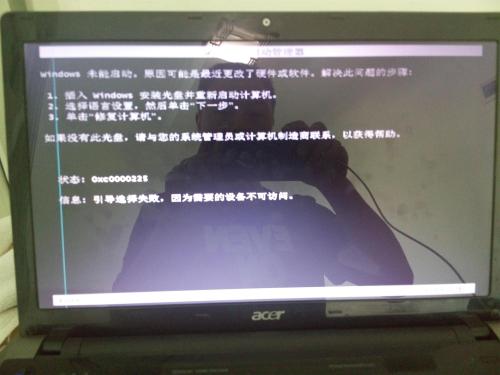 启动管理器
Windows 未能启动。原因可能是最近更改了硬件或软件。解决此问题的步骤:
1. 插入 Windows 安装光盘并重新启动计算机。
2. 选择语言设置，然后单击“下一步”。
3. 单击“修复计算机”。
如果没有此光盘，请与您的系统管理员或计算机制造商联系，以获得帮助。
状态: 0xc0000225
信息: 引导选择失败，因为需要的设备不可访问。
acer